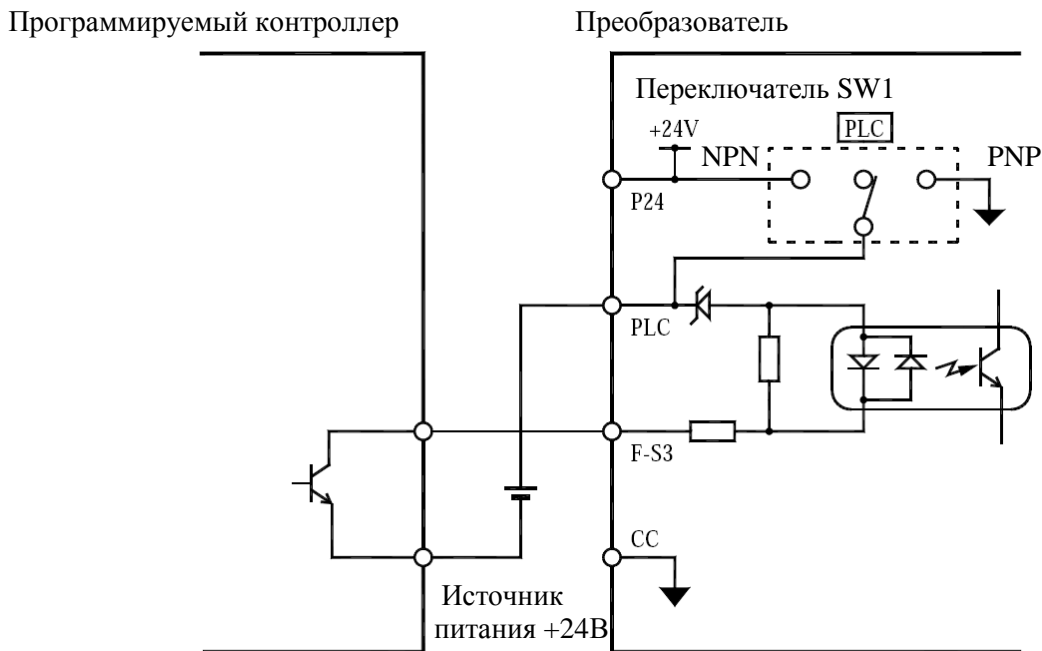 Программируемый контроллер
Преобразователь
Переключатель SW1
PLC
+24V
NPN
PNP
P24
PLC
F-S3
CC
Источник
питания +24В